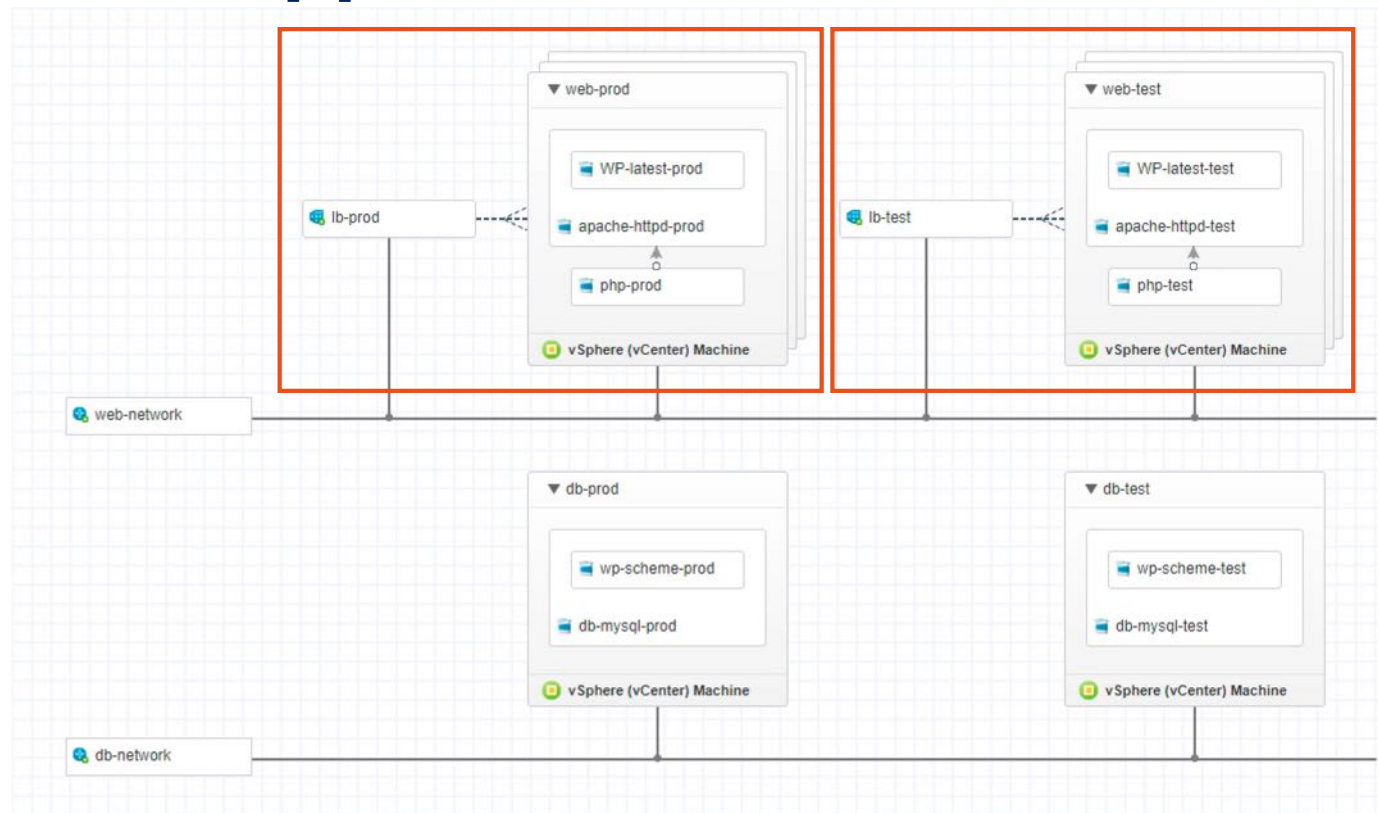 web-prod
WP-latest-prod
lb-prod
apache-httpd-prod
php-prod
vSphere (vCenter) Machine
web-test
WP-latest-test
lb-test
apache-httpd-test
php-test
vSphere (vCenter) Machine
web-network
db-prod
wp-scheme-prod
db-mysql-prod
vSphere (vCenter) Machine
db-test
wp-scheme-test
db-mysql-test
vSphere (vCenter) Machine
db-network